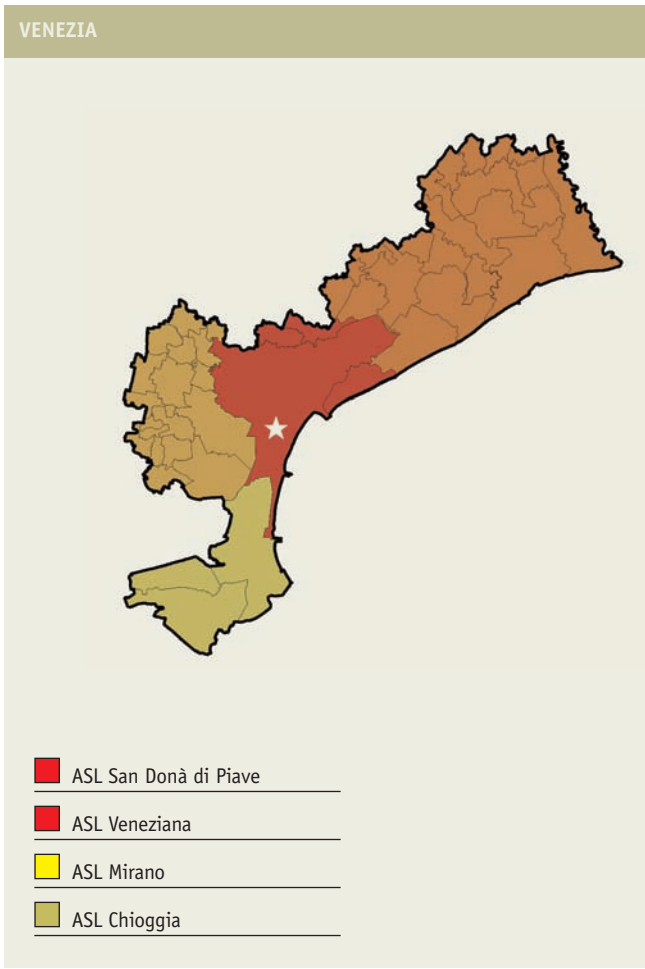 VENEZIA
ASL San Donà di Piave
ASL Veneziana
ASL Mirano
ASL Chioggia